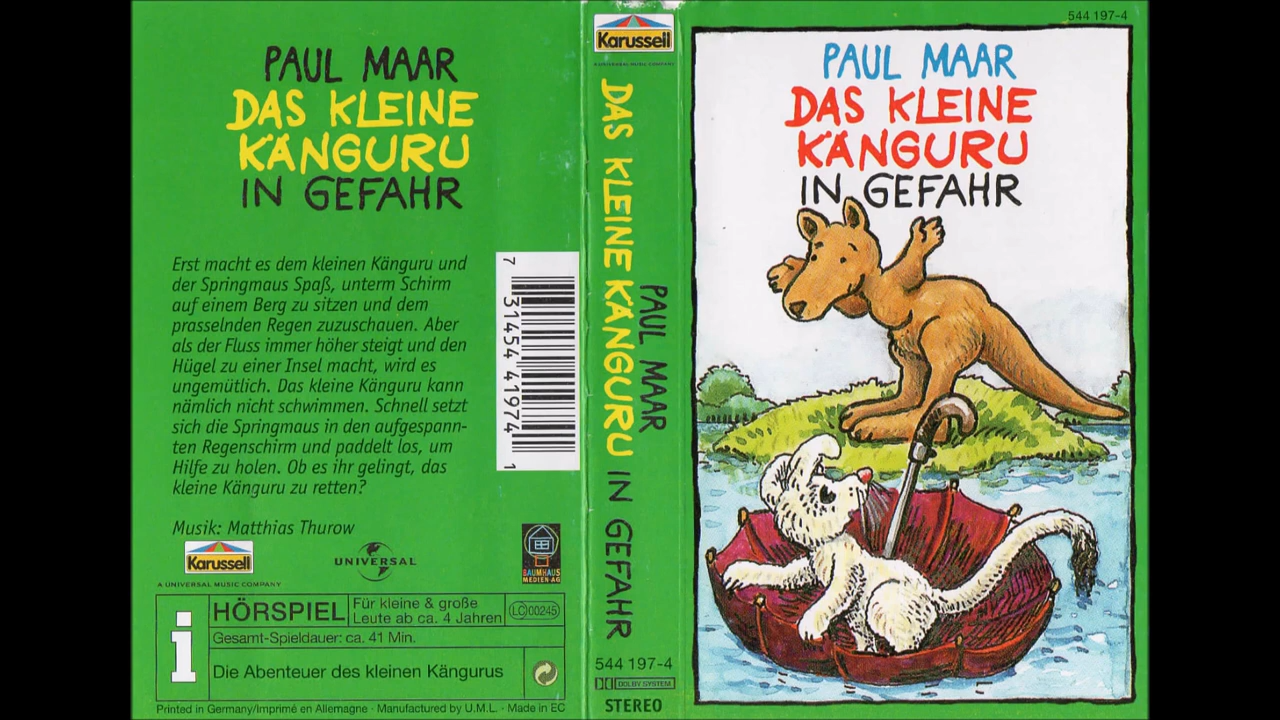 PAUL MAAR
DAS KLEINE
KÄNGURU
IN GEFAHR
Erst macht es dem kleinen Känguru und
der Springmaus Spaß, unterm Schirm
auf einem Berg zu sitzen und dem
prasselnden Regen zuzuschauen. Aber
als der Fluss immer höher steigt und den
Hügel zu einer Insel macht, wird es
ungemütlich. Das kleine Känguru kann
nämlich nicht schwimmen. Schnell setzt
sich die Springmaus in den aufgespann-
ten Regenschirm und paddelt los, um
Hilfe zu holen. Ob es ihr gelingt, das
kleine Känguru zu retten?
Musik: Matthias Thurow
7 31454 41974 1
Karussell
A UNIVERSAL MUSIC COMPANY
UNIVERSAL
BAUMHAUS
MEDIEN-AG
i
HÖRSPIEL
Für kleine & große
Leute ab ca. 4 Jahren
LC 00245
Gesamt-Spieldauer: ca. 41 Min.
Die Abenteuer des kleinen Kängurus
Printed in Germany/Imprimé en Allemagne · Manufactured by U.M.L. · Made in EC
Karussell
A UNIVERSAL MUSIC COMPANY
PAUL MAAR
DAS KLEINE KÄNGURU IN GEFAHR
544 197-4
DOLBY SYSTEM
STEREO
544 197-4
PAUL MAAR
DAS KLEINE
KÄNGURU
IN GEFAHR